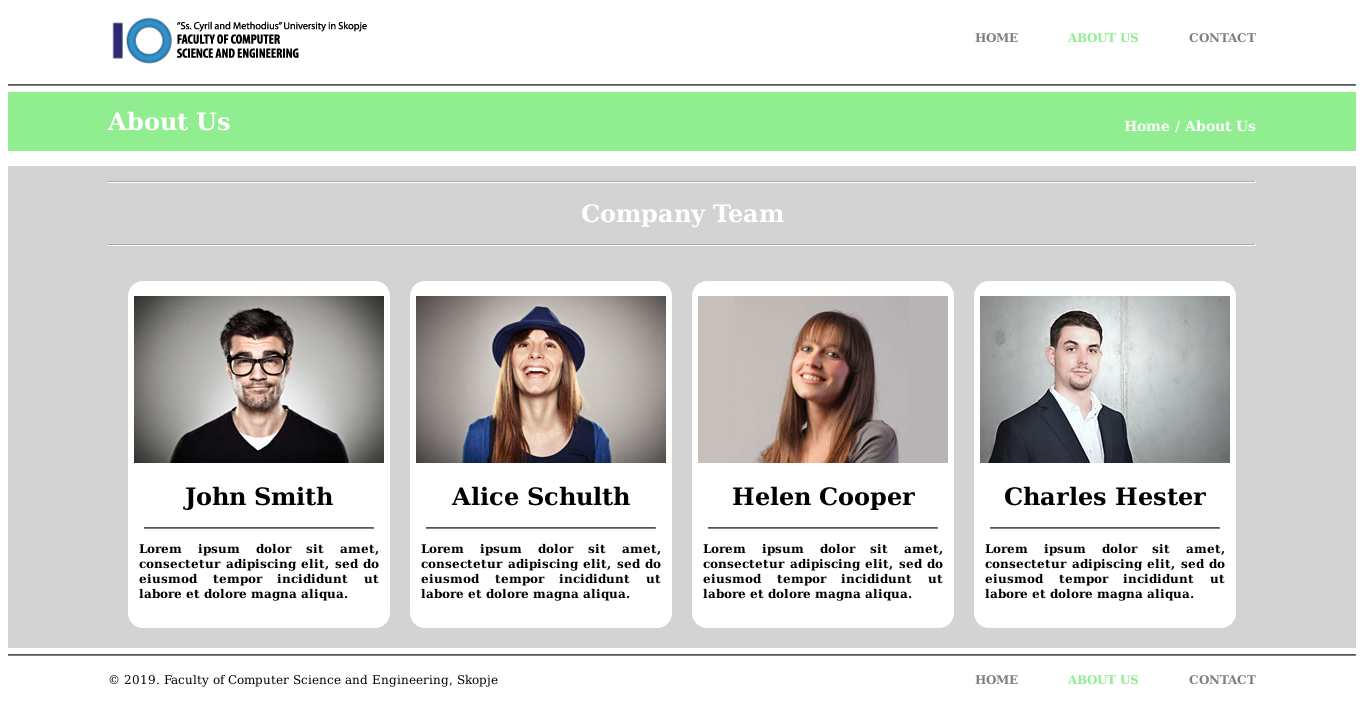 "Ss. Cyril and Methodius" University in Skopje
FACULTY OF COMPUTER
SCIENCE AND ENGINEERING
HOME ABOUT US CONTACT
About Us
Home / About Us
Company Team
John Smith
Lorem ipsum dolor sit amet,
consectetur adipiscing elit, sed do
eiusmod tempor incididunt ut
labore et dolore magna aliqua.
Alice Schulth
Lorem ipsum dolor sit amet,
consectetur adipiscing elit, sed do
eiusmod tempor incididunt ut
labore et dolore magna aliqua.
Helen Cooper
Lorem ipsum dolor sit amet,
consectetur adipiscing elit, sed do
eiusmod tempor incididunt ut
labore et dolore magna aliqua.
Charles Hester
Lorem ipsum dolor sit amet,
consectetur adipiscing elit, sed do
eiusmod tempor incididunt ut
labore et dolore magna aliqua.
© 2019. Faculty of Computer Science and Engineering, Skopje
HOME ABOUT US CONTACT